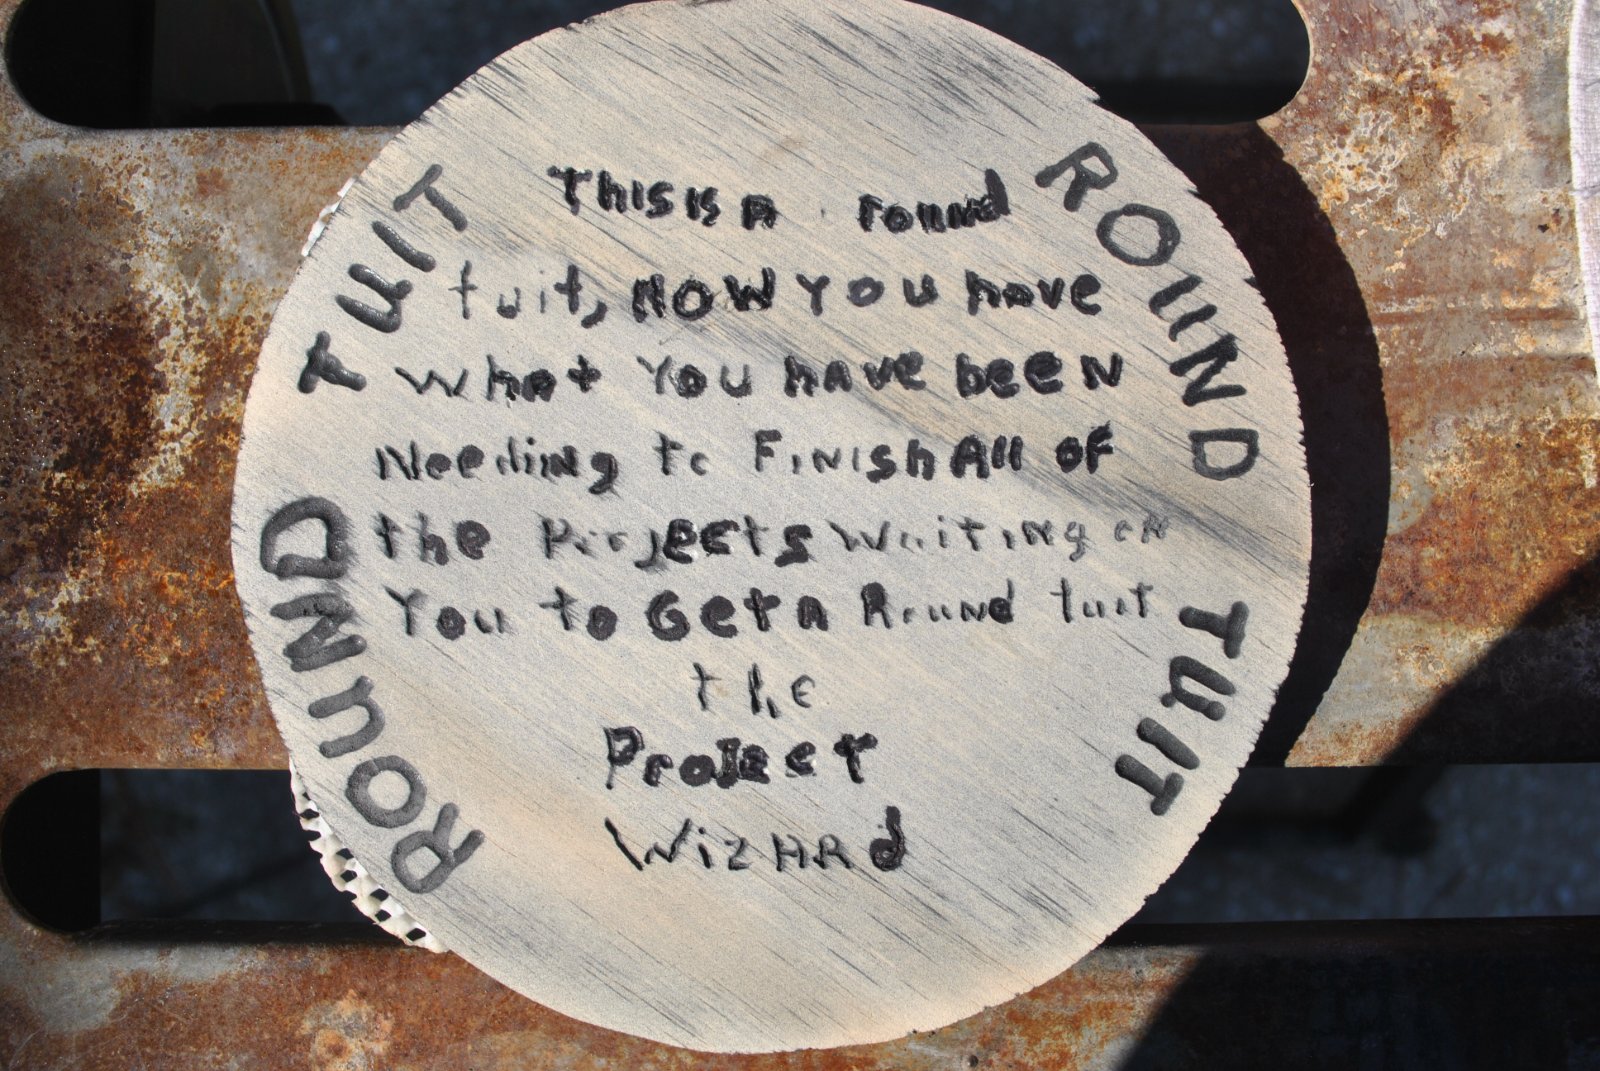 ROUND
TUIT
ROUND
TUIT
This is A round
tuit, NOW You have
What You have been
Needing to Finish All of
the Projects Waiting on
You to Get A Round tuit
the
Project
WizARd